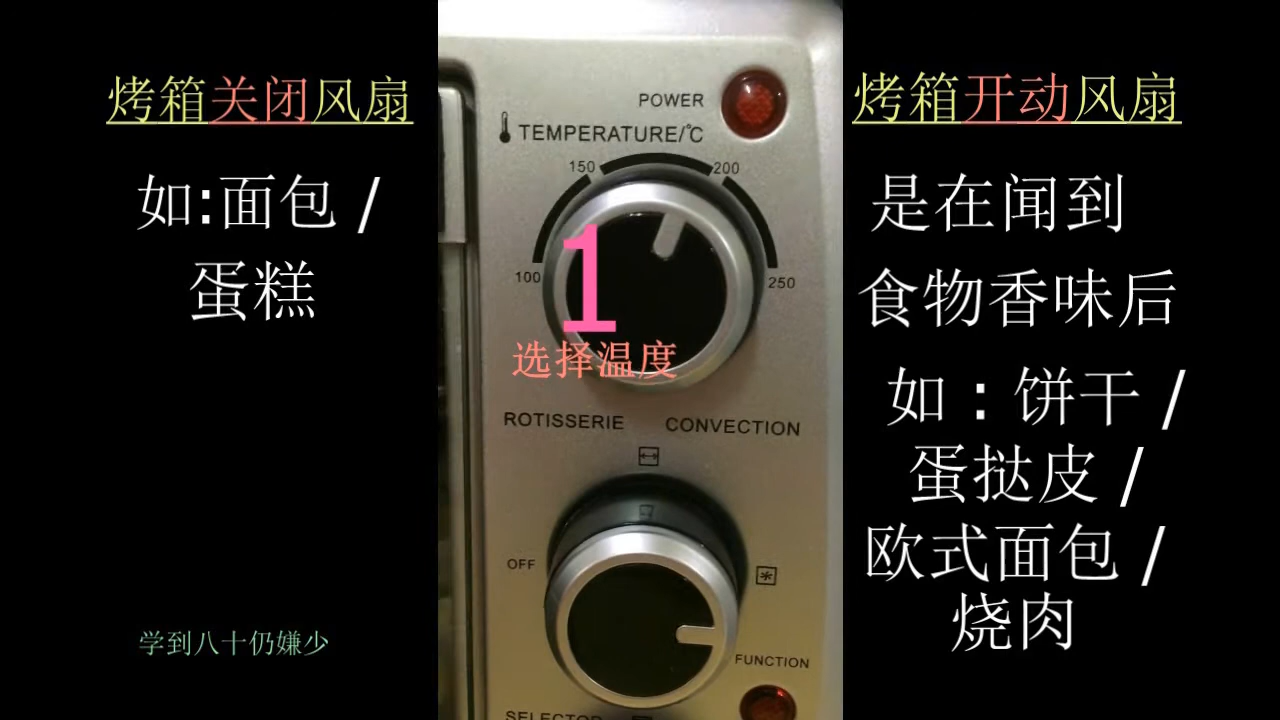 烤箱关闭风扇
如:面包 /
蛋糕
学到八十仍嫌少
POWER
TEMPERATURE/℃
150
200
100
250
1
选择温度
ROTISSERIE
CONVECTION
OFF
FUNCTION
SELECTOR
烤箱开动风扇
是在闻到
食物香味后
如：饼干 /
蛋挞皮 /
欧式面包 /
烧肉